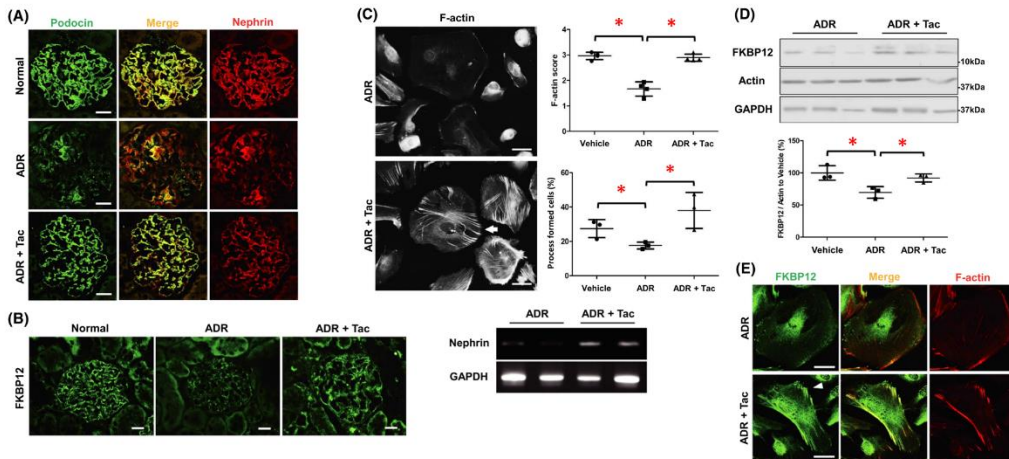 (A)
Podocin Merge Nephrin
Normal
ADR
ADR + Tac
(B)
Normal ADR ADR + Tac
FKBP12
(C)
F-actin
ADR
ADR + Tac
* *
F-actin score
4
3
2
1
0
Vehicle ADR ADR + Tac
* *
Process formed cells (%)
60
40
20
0
Vehicle ADR ADR + Tac
ADR ADR + Tac
Nephrin
GAPDH
(D)
ADR ADR + Tac
FKBP12
-10kDa
Actin
-37kDa
GAPDH
-37kDa
* *
FKBP12 / Actin to Vehicle (%)
150
100
50
0
Vehicle ADR ADR + Tac
(E)
FKBP12 Merge F-actin
ADR
ADR + Tac